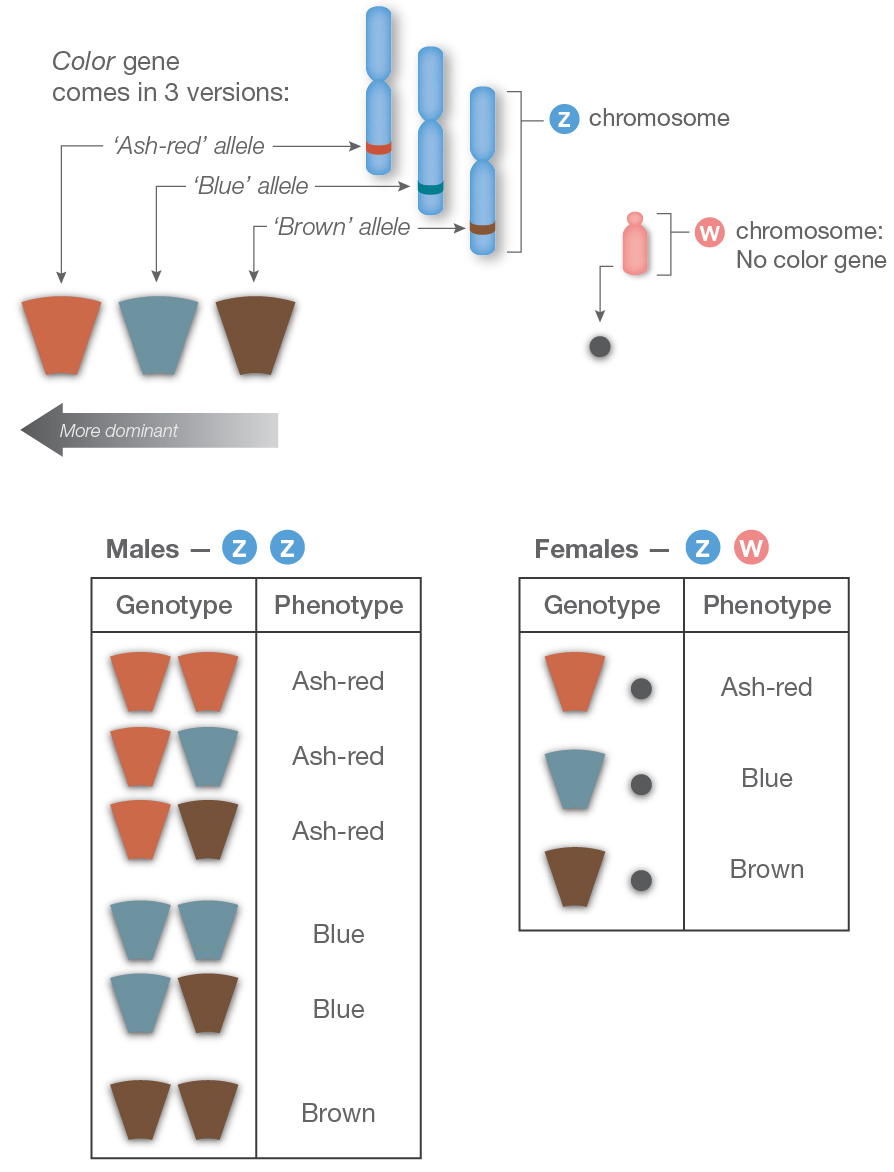 Color gene
comes in 3 versions:
'Ash-red' allele
'Blue' allele
'Brown' allele
Z chromosome
W chromosome:
No color gene
More dominant
Males — Z Z
Genotype Phenotype
Ash-red
Ash-red
Ash-red
Blue
Blue
Brown
Females — Z W
Genotype Phenotype
Ash-red
Blue
Brown